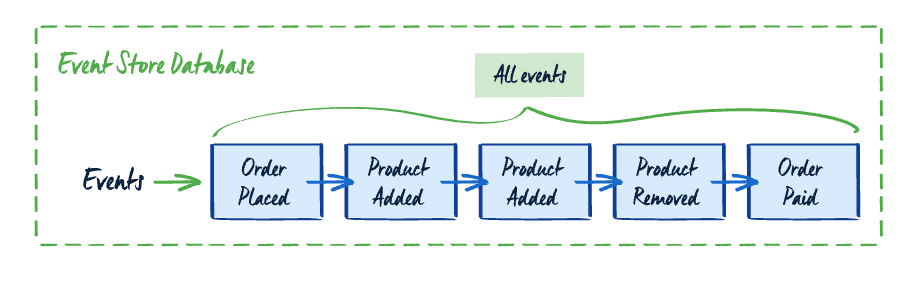 Event Store Database
All events
Events
Order
Placed
Product
Added
Product
Added
Product
Removed
Order
Paid